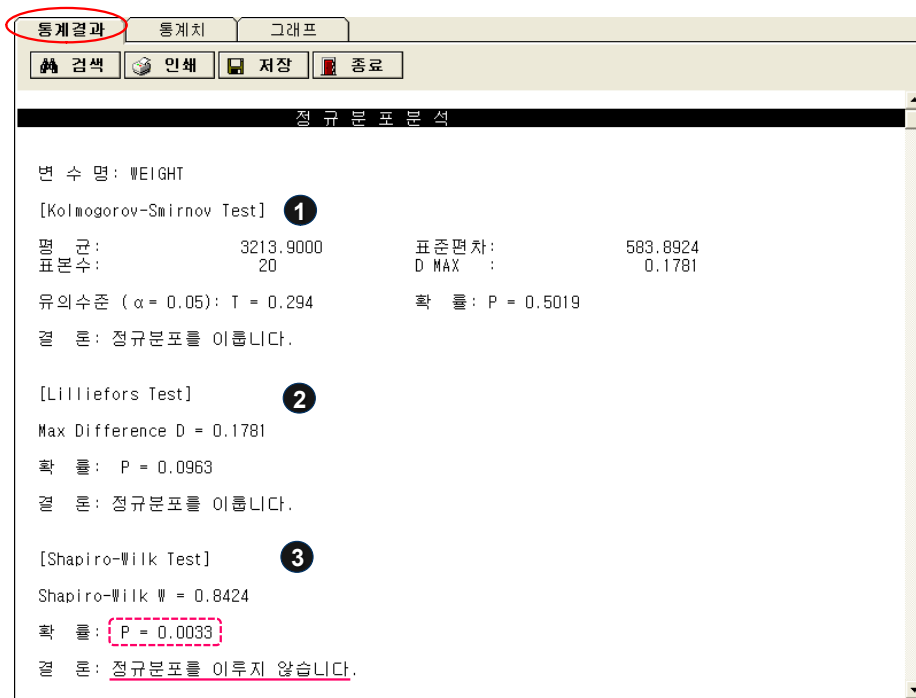 통계결과 통계치 그래프
검색 인쇄 저장 종료
정 규 분 포 분 석
변 수 명: WEIGHT
[Kolmogorov-Smirnov Test] 1
평 균: 3213.9000 표준편차: 583.8924
표본수: 20 D MAX : 0.1781
유의수준 (α= 0.05): T = 0.294 확 률: P = 0.5019
결 론: 정규분포를 이룹니다.
[Lilliefors Test] 2
Max Difference D = 0.1781
확 률: P = 0.0963
결 론: 정규분포를 이룹니다.
[Shapiro-Wilk Test] 3
Shapiro-Wilk W = 0.8424
확 률: P = 0.0033
결 론: 정규분포를 이루지 않습니다.